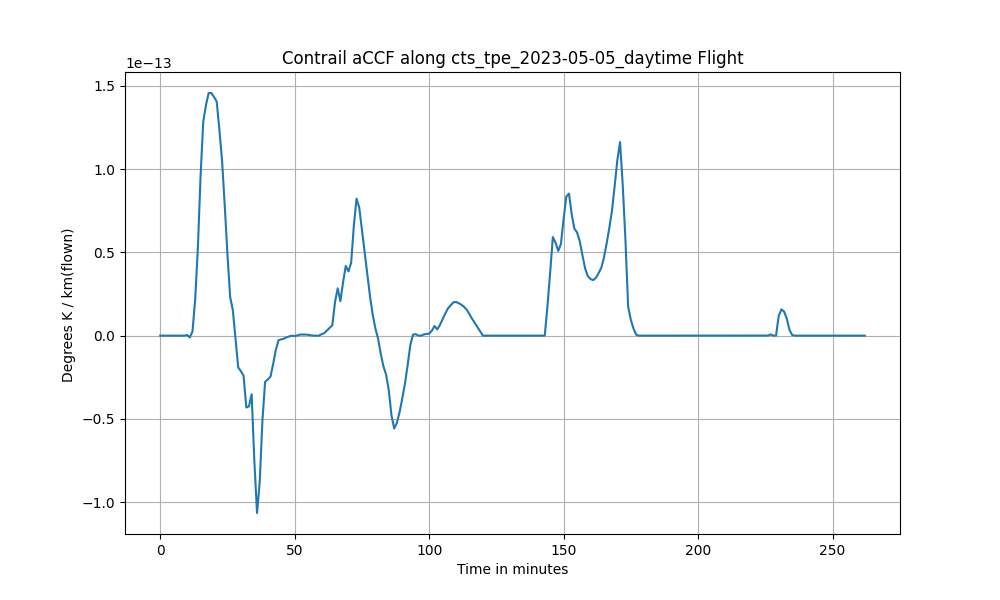 Contrail aCCF along cts_tpe_2023-05-05_daytime Flight
1e−13
1.5
1.0
0.5
0.0
−0.5
−1.0
Degrees K / km(flown)
0 50 100 150 200 250
Time in minutes